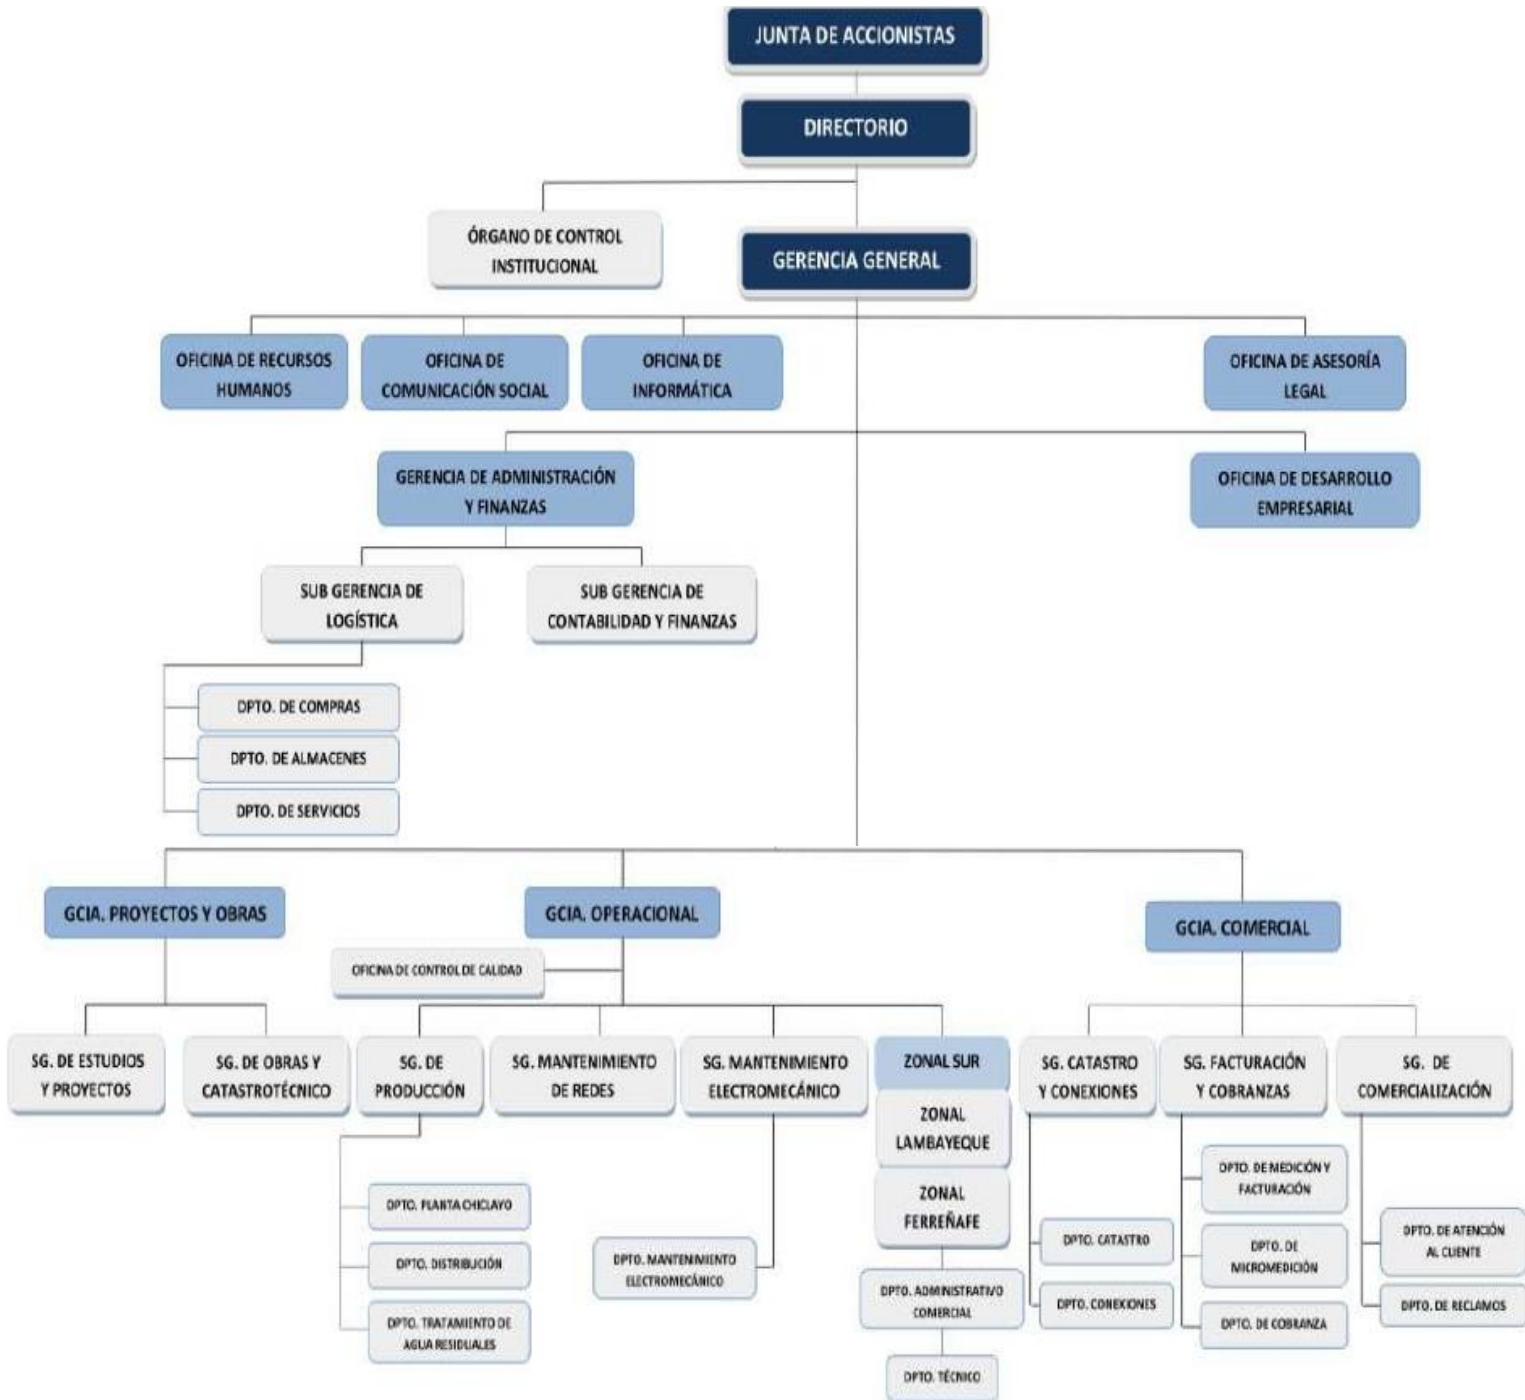 JUNTA DE ACCIONISTAS
DIRECTORIO
ÓRGANO DE CONTROL
INSTITUCIONAL
GERENCIA GENERAL
OFICINA DE RECURSOS
HUMANOS
OFICINA DE
COMUNICACIÓN SOCIAL
OFICINA DE
INFORMÁTICA
OFICINA DE ASESORÍA
LEGAL
GERENCIA DE ADMINISTRACIÓN
Y FINANZAS
OFICINA DE DESARROLLO
EMPRESARIAL
SUB GERENCIA DE
LOGÍSTICA
SUB GERENCIA DE
CONTABILIDAD Y FINANZAS
DPTO. DE COMPRAS
DPTO. DE ALMACENES
DPTO. DE SERVICIOS
GCIA. PROYECTOS Y OBRAS
GCIA. OPERACIONAL
GCIA. COMERCIAL
OFICINA DE CONTROL DE CALIDAD
SG. DE ESTUDIOS
Y PROYECTOS
SG. DE OBRAS Y
CATASTROTÉCNICO
SG. DE
PRODUCCIÓN
SG. MANTENIMIENTO
DE REDES
SG. MANTENIMIENTO
ELECTROMECÁNICO
ZONAL SUR
ZONAL
LAMBAYEQUE
ZONAL
FERREÑAFE
SG. CATASTRO
Y CONEXIONES
SG. FACTURACIÓN
Y COBRANZAS
SG. DE
COMERCIALIZACIÓN
DPTO. PLANTA CHICLAYO
DPTO. DISTRIBUCIÓN
DPTO. TRATAMIENTO DE
AGUA RESIDUALES
DPTO. MANTENIMIENTO
ELECTROMECÁNICO
DPTO. ADMINISTRATIVO
COMERCIAL
DPTO. TÉCNICO
DPTO. CATASTRO
DPTO. CONEXIONES
DPTO. DE MEDICIÓN Y
FACTURACIÓN
DPTO. DE
MICROMEDICIÓN
DPTO. DE COBRANZA
DPTO. DE ATENCIÓN
AL CLIENTE
DPTO. DE RECLAMOS